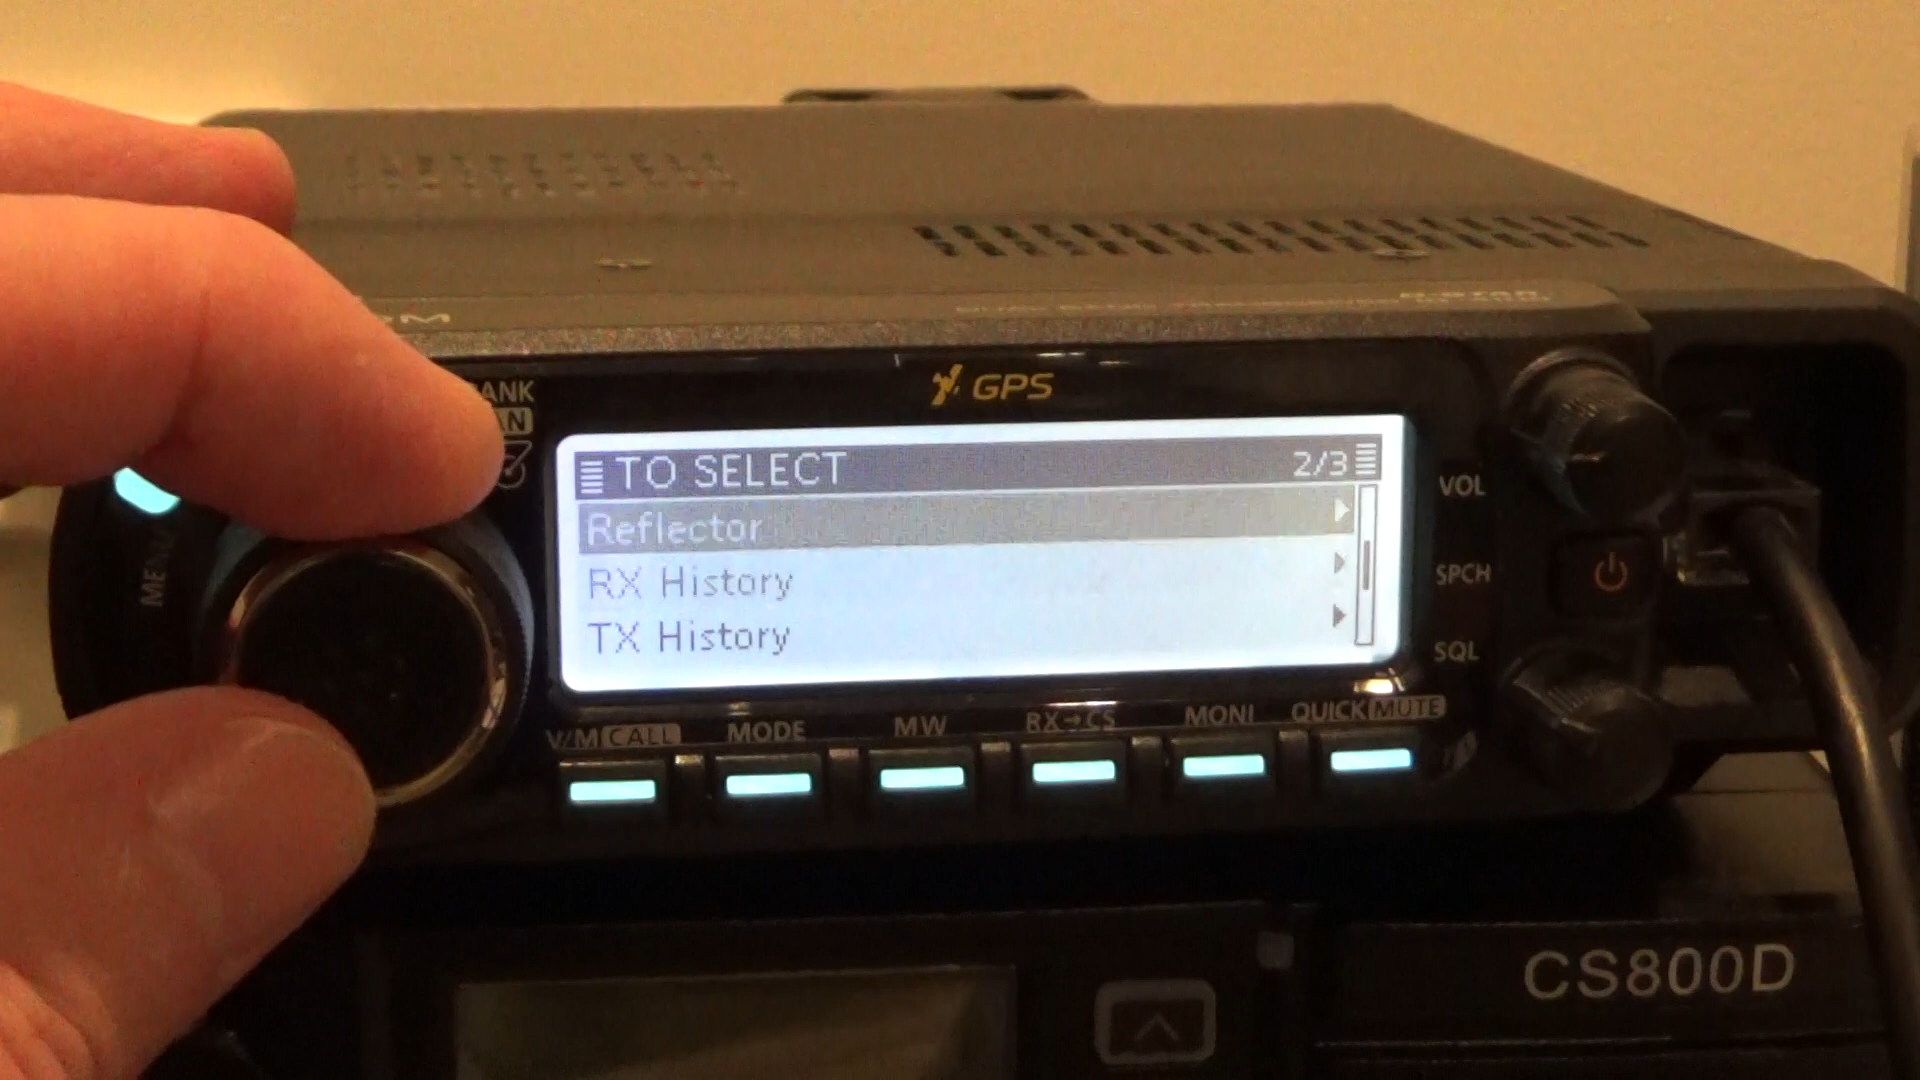 GPS
TO SELECT 2/3
Reflector
RX History
TX History
VOL
SPCH
SQL
V/M CALL
MODE
MW
RX→CS
MONI
QUICK MUTE
CS800D